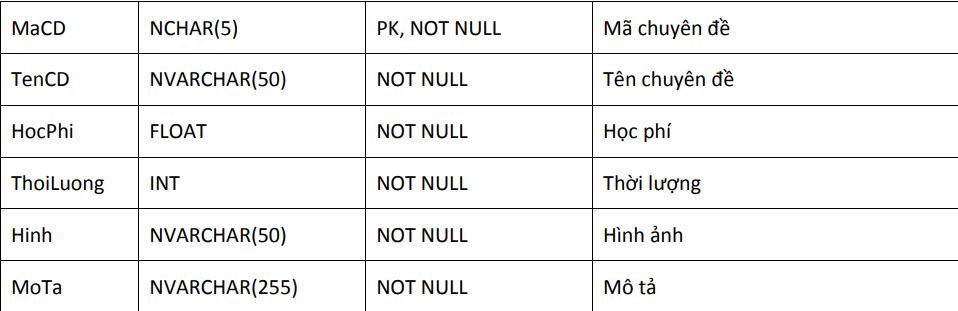 MaCD NCHAR(5) PK, NOT NULL Mã chuyên đề
TenCD NVARCHAR(50) NOT NULL Tên chuyên đề
HocPhi FLOAT NOT NULL Học phí
ThoiLuong INT NOT NULL Thời lượng
Hinh NVARCHAR(50) NOT NULL Hình ảnh
MoTa NVARCHAR(255) NOT NULL Mô tả